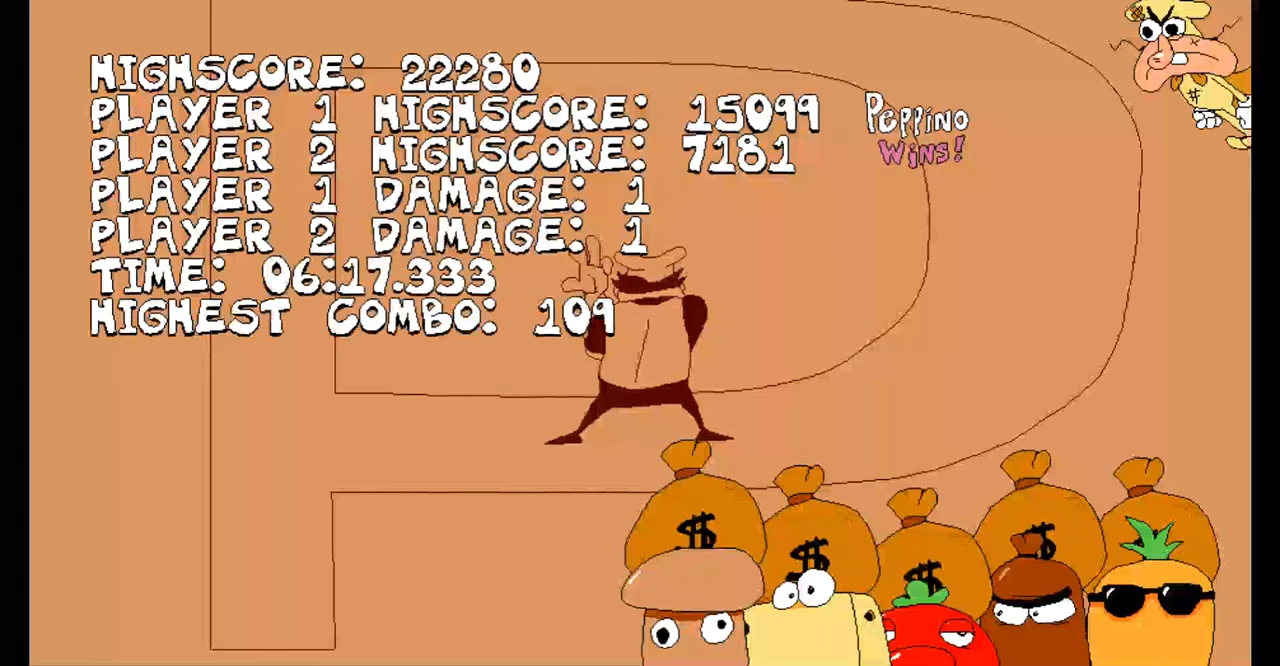 HIGHSCORE: 22280
PLAYER 1 HIGHSCORE: 15099
PLAYER 2 HIGHSCORE: 7181
PLAYER 1 DAMAGE: 1
PLAYER 2 DAMAGE: 1
TIME: 06:17.333
HIGHEST COMBO: 109
Peppino
WiNS!
P
$ $ $ $